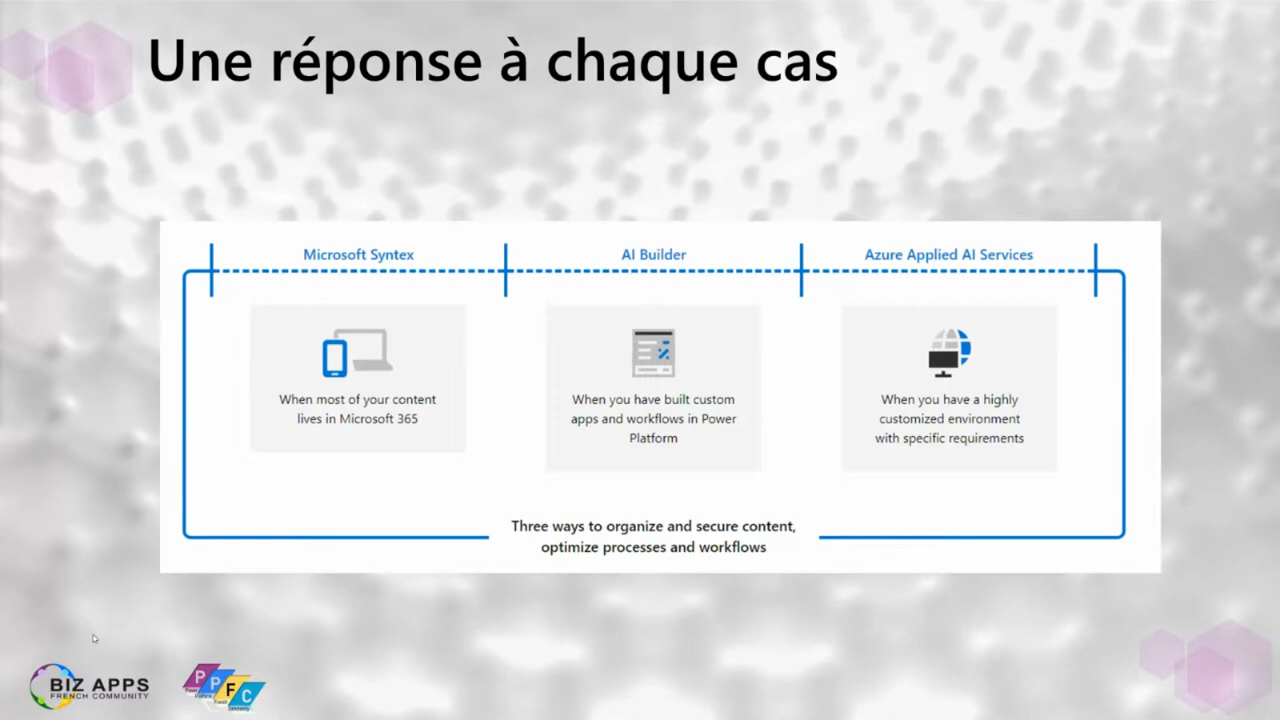 Une réponse à chaque cas
Microsoft Syntex
AI Builder
Azure Applied AI Services
When most of your content
lives in Microsoft 365
When you have built custom
apps and workflows in Power
Platform
When you have a highly
customized environment
with specific requirements
Three ways to organize and secure content,
optimize processes and workflows
BIZ APPS
FRENCH COMMUNITY
P P F C